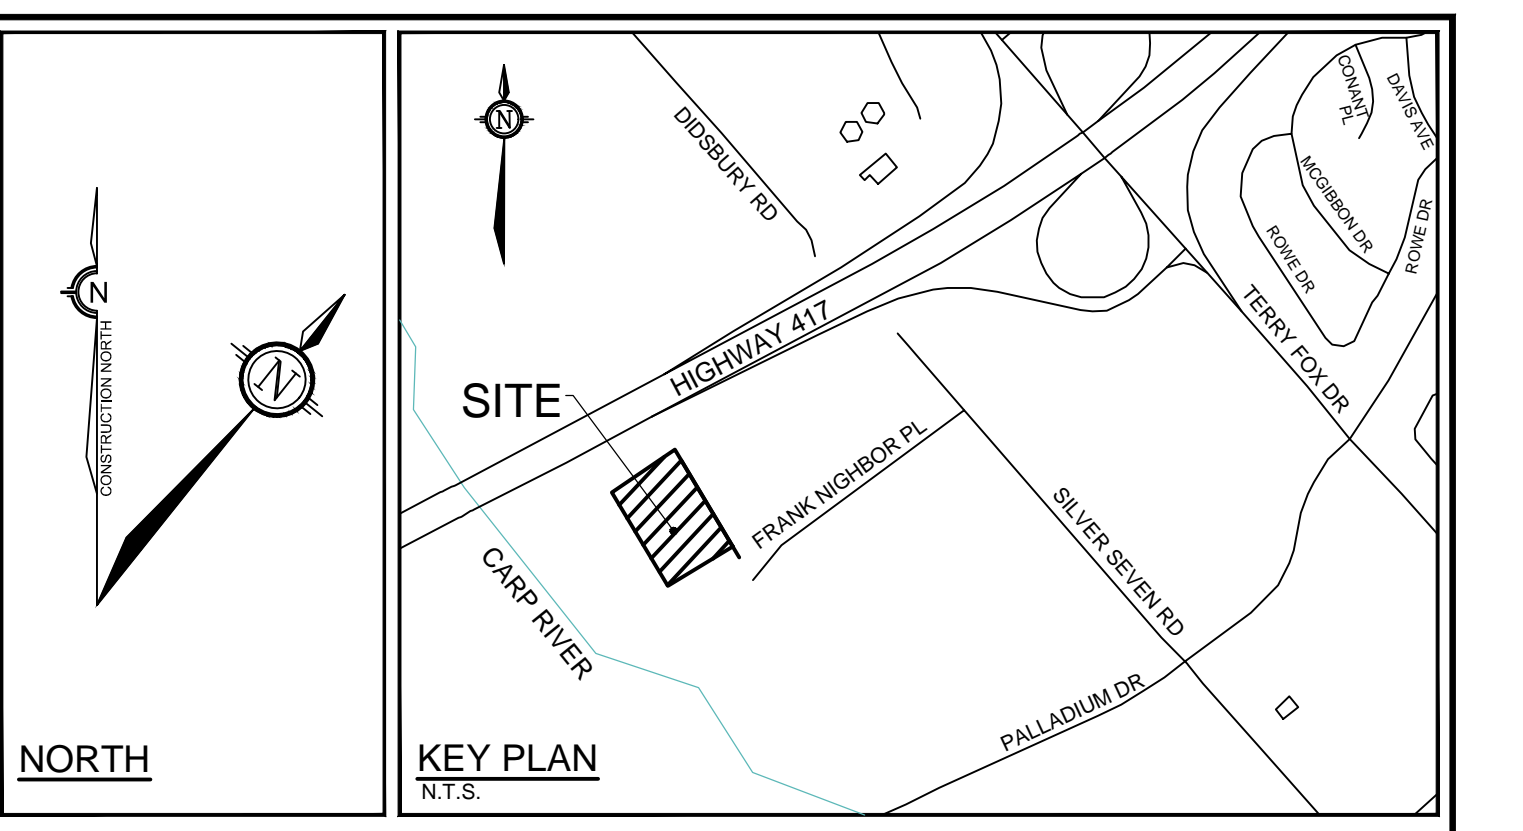 N
CONSTRUCTION NORTH
N
NORTH
N
DIDSBURY RD
CONANT
PL
DAVIS AVE
MCGIBBON DR
ROWE DR
ROWE DR
TERRY FOX DR
HIGHWAY 417
SITE
FRANK NIGHBOR PL
SILVER SEVEN RD
CARP RIVER
PALLADIUM DR
KEY PLAN
N.T.S.